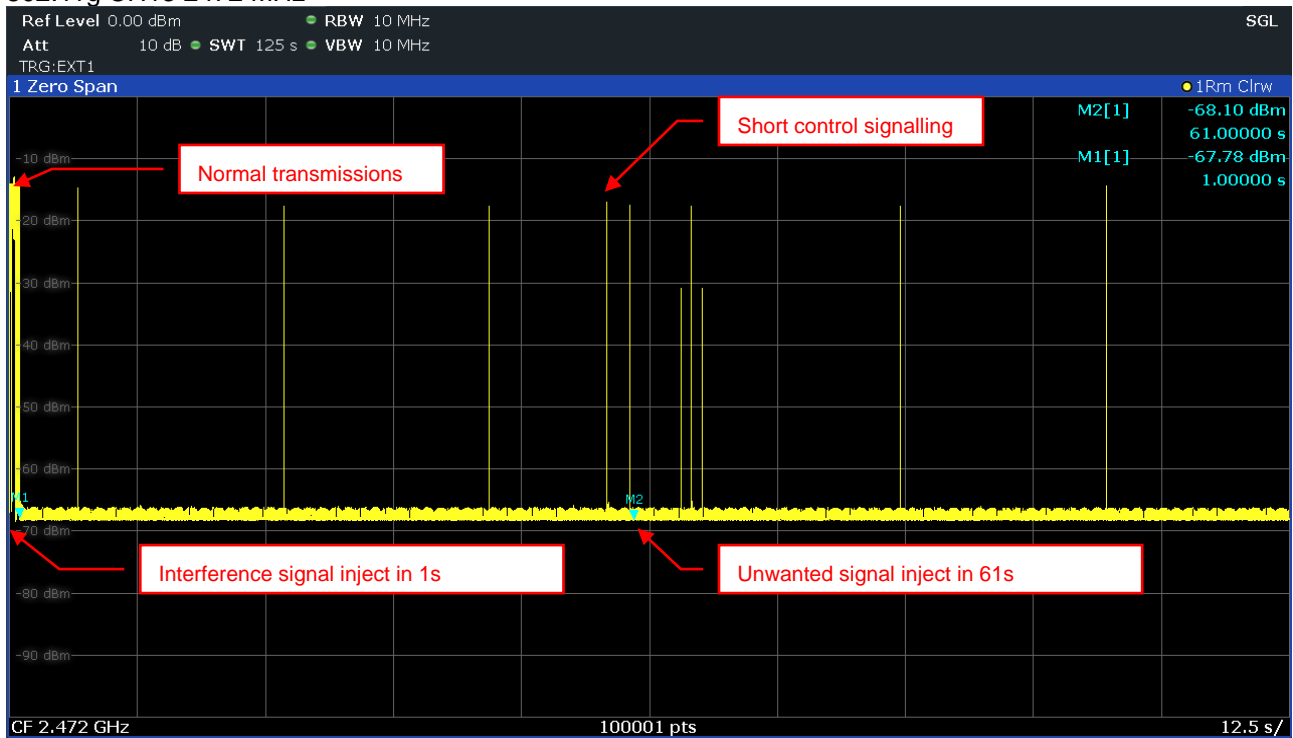 Ref Level 0.00 dBm RBW 10 MHz SGL
Att 10 dB SWT 125 s VBW 10 MHz
TRG:EXT1
1 Zero Span 1Rm Clrw
M2[1] -68.10 dBm
61.00000 s
M1[1] -67.78 dBm
1.00000 s
Short control signalling
Normal transmissions
-10 dBm
-20 dBm
-30 dBm
-40 dBm
-50 dBm
-60 dBm
M1
M2
-70 dBm
Interference signal inject in 1s
Unwanted signal inject in 61s
-80 dBm
-90 dBm
CF 2.472 GHz 100001 pts 12.5 s/